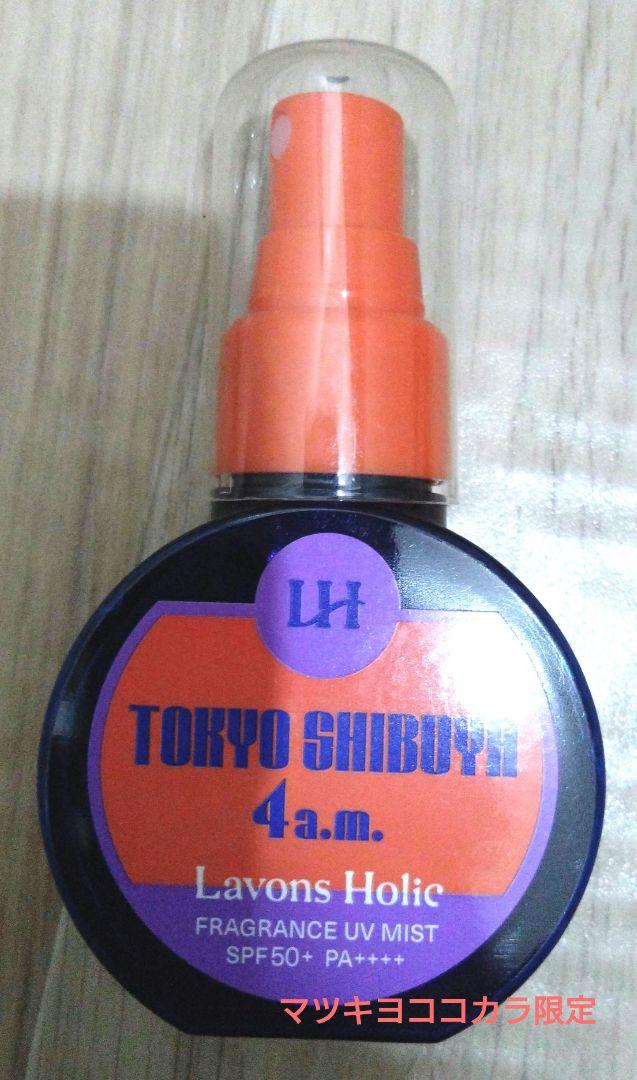 LH
TOKYO SHIBUYA
4a.m.
Lavons Holic
FRAGRANCE UV MIST
SPF50+ PA++++
マツキヨココカラ限定